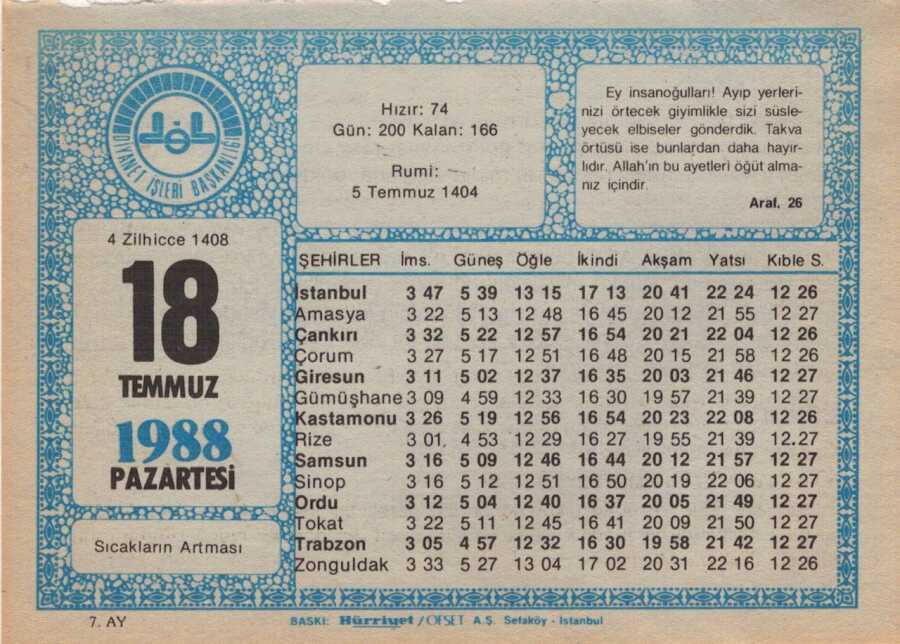 DİYANET İŞLERİ BAŞKANLIĞI
Hızır: 74
Gün: 200 Kalan: 166
Rumi:
5 Temmuz 1404
Ey insanoğulları! Ayıp yerleri-
nizi örtecek giyimlikle sizi süsle-
yecek elbiseler gönderdik. Takva
örtüsü ise bunlardan daha hayır-
lıdır. Allah'ın bu ayetleri öğüt alma-
nız içindir.
Araf, 26
4 Zilhicce 1408
18
TEMMUZ
1988
PAZARTESİ
Sıcakların Artması
ŞEHİRLER İms. Güneş Öğle İkindi Akşam Yatsı Kıble S.
İstanbul 3 47 5 39 13 15 17 13 20 41 22 24 12 26
Amasya 3 22 5 13 12 48 16 45 20 12 21 55 12 27
Çankırı 3 32 5 22 12 57 16 54 20 21 22 04 12 26
Çorum 3 27 5 17 12 51 16 48 20 15 21 58 12 26
Giresun 3 11 5 02 12 37 16 35 20 03 21 46 12 27
Gümüşhane 3 09 4 59 12 33 16 30 19 57 21 39 12 27
Kastamonu 3 26 5 19 12 56 16 54 20 23 22 08 12 26
Rize 3 01 4 53 12 29 16 27 19 55 21 39 12.27
Samsun 3 16 5 09 12 46 16 44 20 12 21 57 12 27
Sinop 3 16 5 12 12 51 16 50 20 19 22 06 12 27
Ordu 3 12 5 04 12 40 16 37 20 05 21 49 12 27
Tokat 3 22 5 11 12 45 16 41 20 09 21 50 12 27
Trabzon 3 05 4 57 12 32 16 30 19 58 21 42 12 27
Zonguldak 3 33 5 27 13 04 17 02 20 31 22 16 12 26
7. AY
BASKI: Hürriyet / OFSET A.Ş. Sefaköy - İstanbul